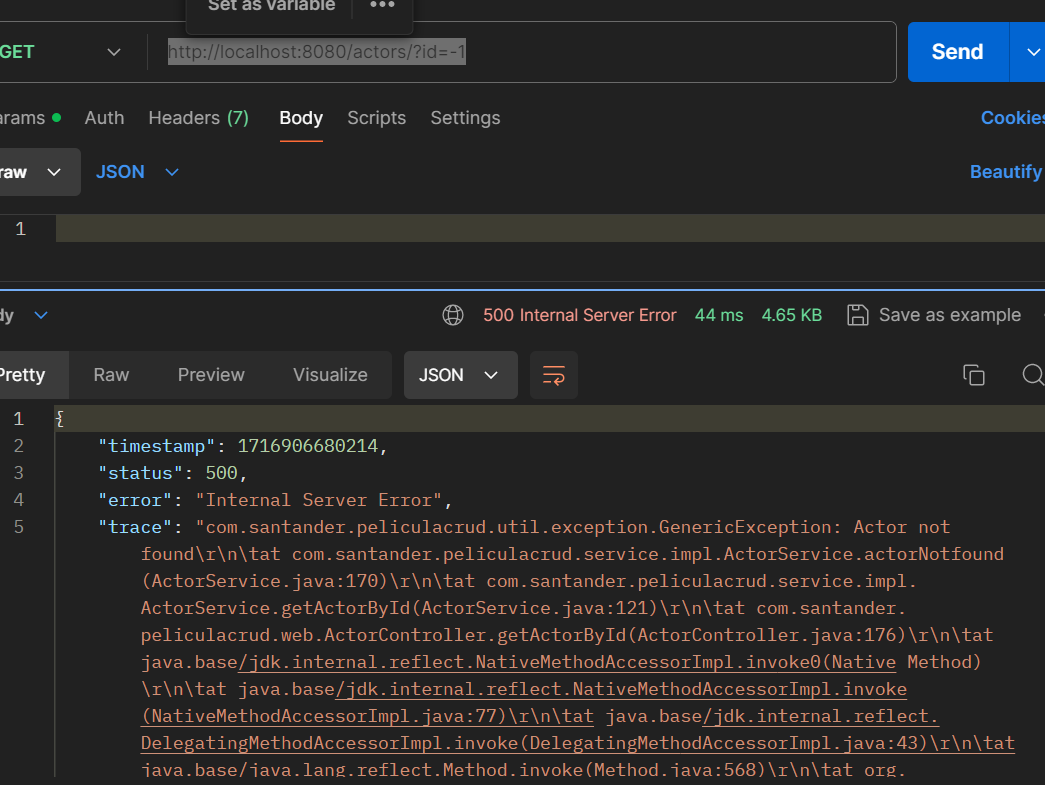 Set as variable
GET
http://localhost:8080/actors/?id=-1
Send
arams Auth Headers (7) Body Scripts Settings Cookies
raw JSON Beautify
1
dy 500 Internal Server Error 44 ms 4.65 KB Save as example
Pretty Raw Preview Visualize JSON
1 {
2 "timestamp": 1716906680214,
3 "status": 500,
4 "error": "Internal Server Error",
5 "trace": "com.santander.peliculacrud.util.exception.GenericException: Actor not
found\r\n\tat com.santander.peliculacrud.service.impl.ActorService.actorNotfound
(ActorService.java:170)\r\n\tat com.santander.peliculacrud.service.impl.
ActorService.getActorById(ActorService.java:121)\r\n\tat com.santander.
peliculacrud.web.ActorController.getActorById(ActorController.java:176)\r\n\tat
java.base/jdk.internal.reflect.NativeMethodAccessorImpl.invoke0(Native Method)
\r\n\tat java.base/jdk.internal.reflect.NativeMethodAccessorImpl.invoke
(NativeMethodAccessorImpl.java:77)\r\n\tat java.base/jdk.internal.reflect.
DelegatingMethodAccessorImpl.invoke(DelegatingMethodAccessorImpl.java:43)\r\n\tat
java.base/java.lang.reflect.Method.invoke(Method.java:568)\r\n\tat org.